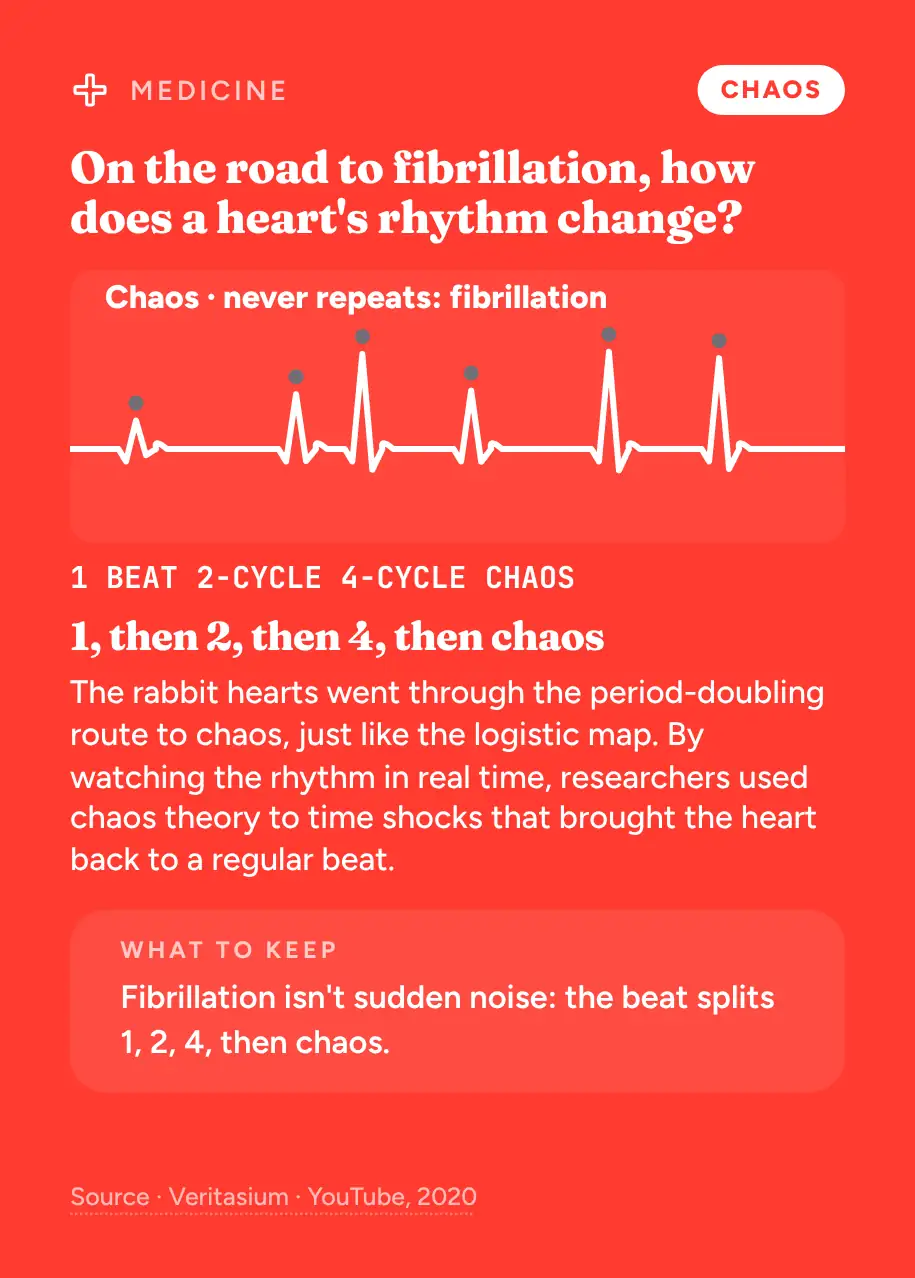 MEDICINE
CHAOS
On the road to fibrillation, how
does a heart's rhythm change?
Chaos · never repeats: fibrillation
1 BEAT 2-CYCLE 4-CYCLE CHAOS
1, then 2, then 4, then chaos
The rabbit hearts went through the period-doubling
route to chaos, just like the logistic map. By
watching the rhythm in real time, researchers used
chaos theory to time shocks that brought the heart
back to a regular beat.
WHAT TO KEEP
Fibrillation isn't sudden noise: the beat splits
1, 2, 4, then chaos.
Source · Veritasium · YouTube, 2020